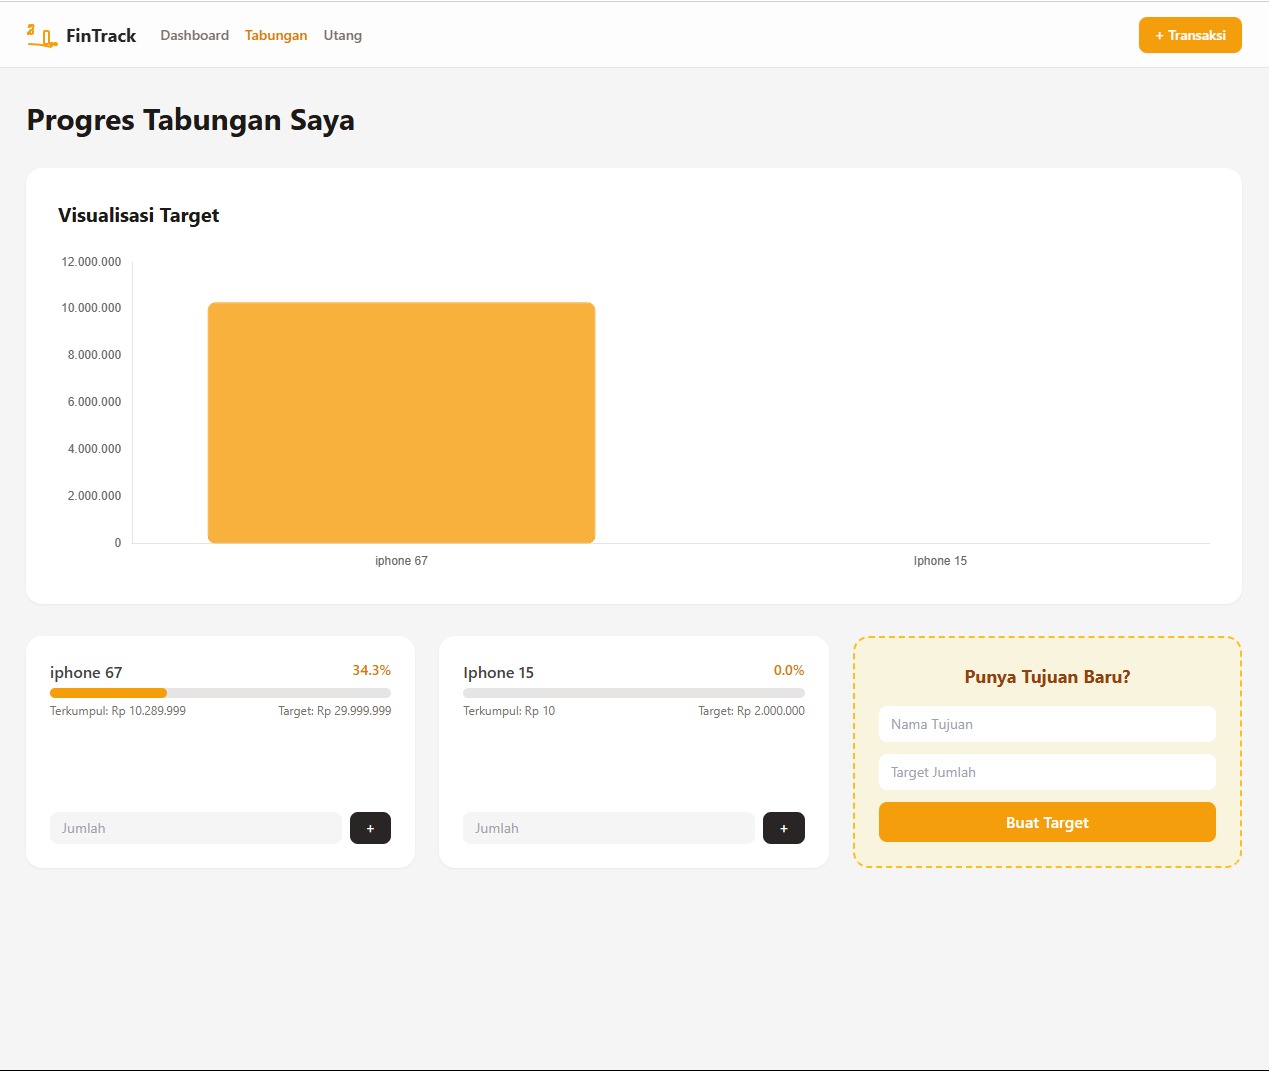 FinTrack Dashboard Tabungan Utang + Transaksi
Progres Tabungan Saya
Visualisasi Target
12.000.000
10.000.000
8.000.000
6.000.000
4.000.000
2.000.000
0
iphone 67 Iphone 15
iphone 67 34.3%
Terkumpul: Rp 10.289.999 Target: Rp 29.999.999
Jumlah +
Iphone 15 0.0%
Terkumpul: Rp 10 Target: Rp 2.000.000
Jumlah +
Punya Tujuan Baru?
Nama Tujuan
Target Jumlah
Buat Target